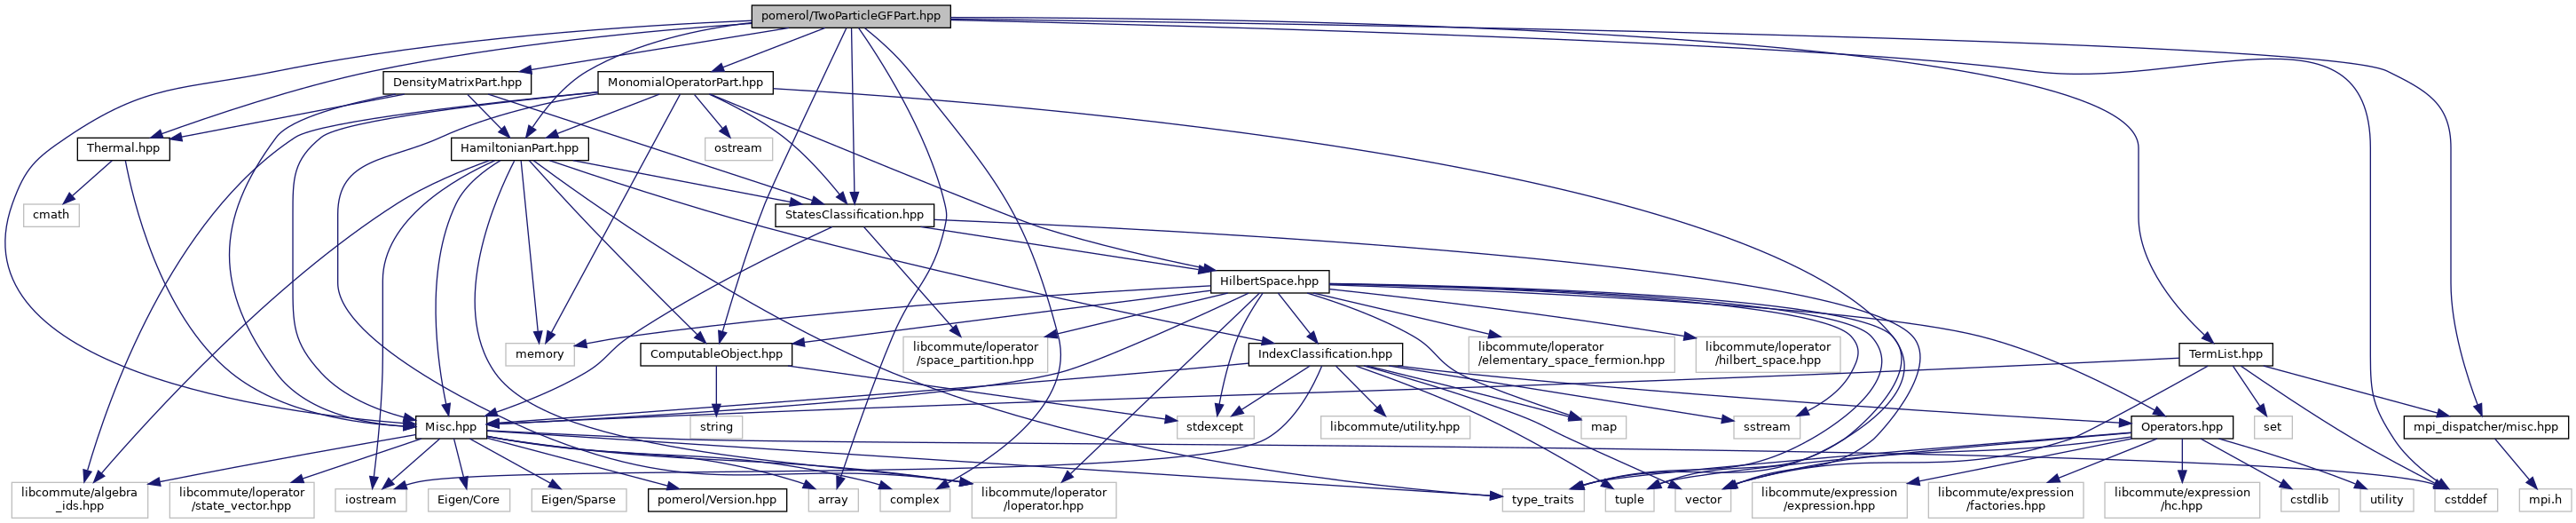 pomerol/TwoParticleGFPart.hpp
DensityMatrixPart.hpp
MonomialOperatorPart.hpp
Thermal.hpp
HamiltonianPart.hpp
ostream
cmath
StatesClassification.hpp
HilbertSpace.hpp
memory
ComputableObject.hpp
libcommute/loperator
/space_partition.hpp
IndexClassification.hpp
libcommute/loperator
/elementary_space_fermion.hpp
libcommute/loperator
/hilbert_space.hpp
TermList.hpp
Misc.hpp
string
stdexcept
libcommute/utility.hpp
map
sstream
Operators.hpp
set
mpi_dispatcher/misc.hpp
libcommute/algebra
_ids.hpp
libcommute/loperator
/state_vector.hpp
iostream
Eigen/Core
Eigen/Sparse
pomerol/Version.hpp
array
complex
libcommute/loperator
/loperator.hpp
type_traits
tuple
vector
libcommute/expression
/expression.hpp
libcommute/expression
/factories.hpp
libcommute/expression
/hc.hpp
cstdlib
utility
cstddef
mpi.h